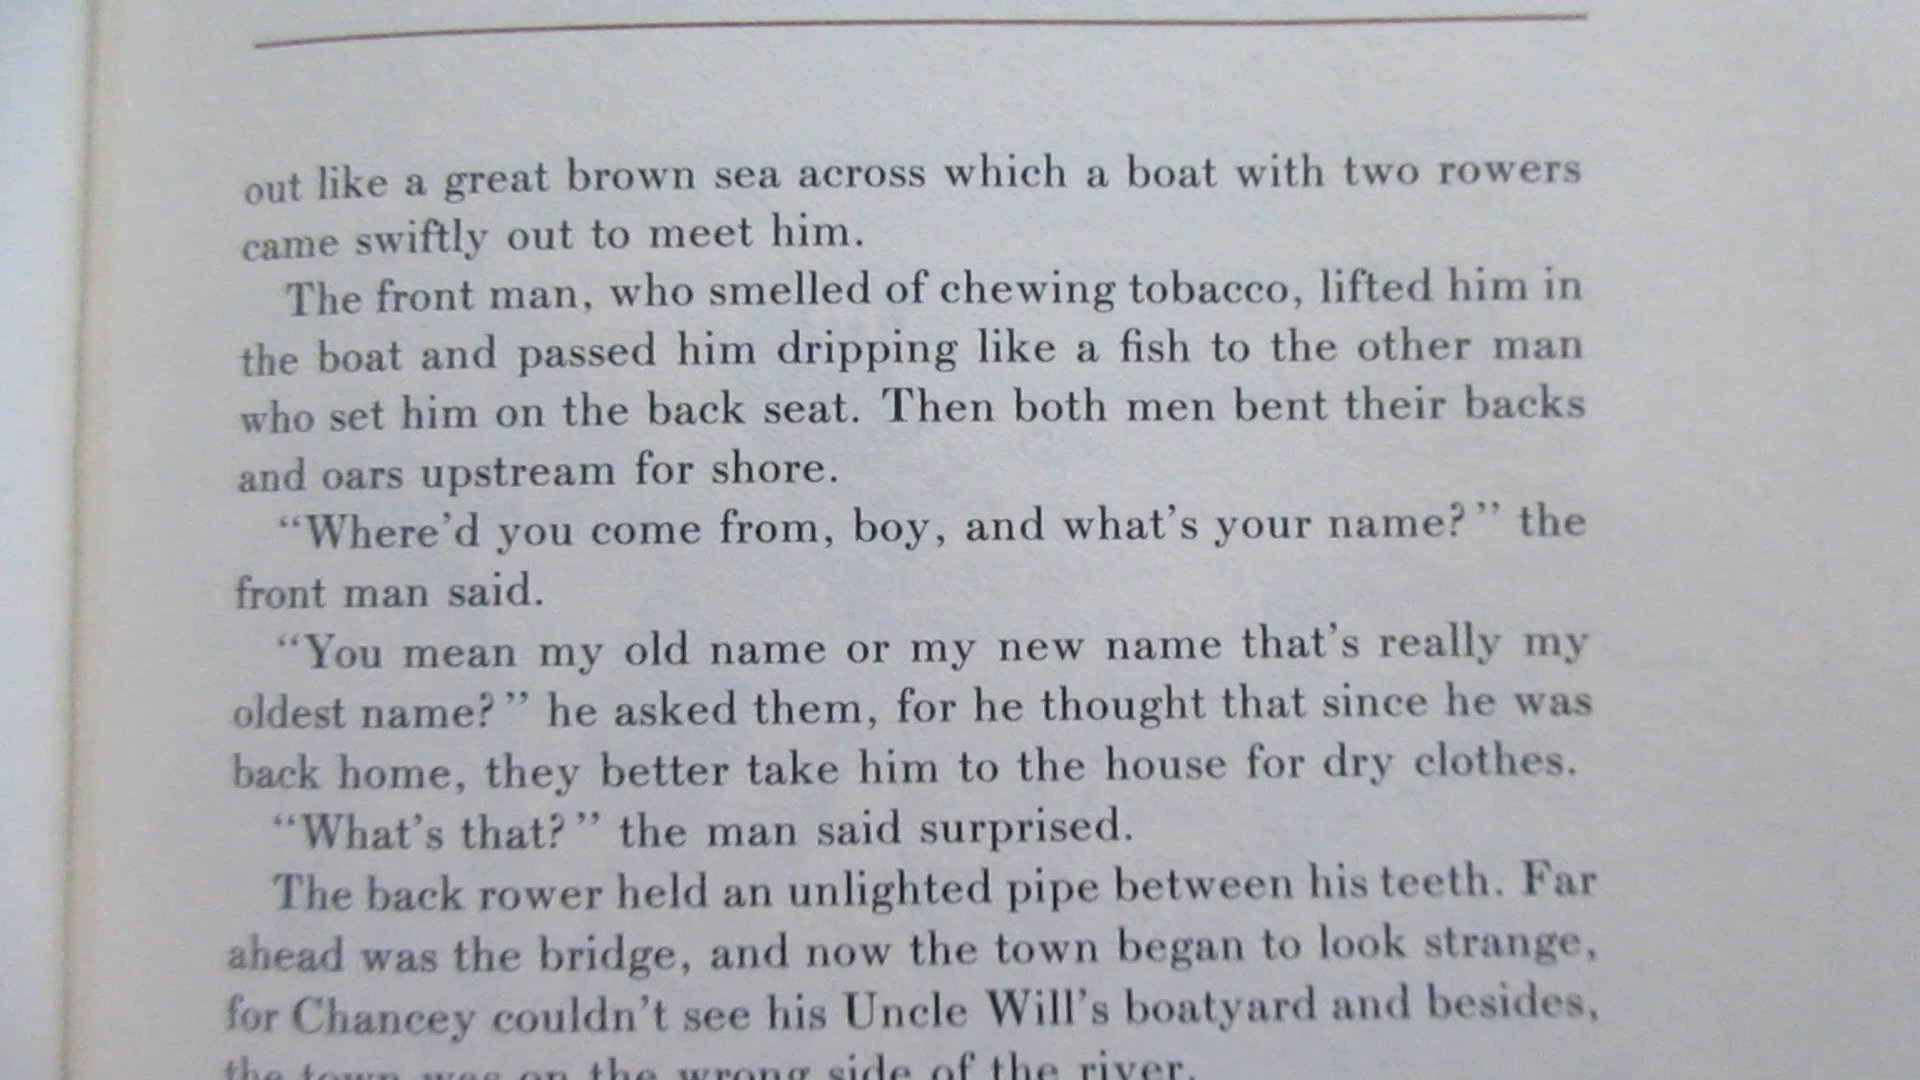 out like a great brown sea across which a boat with two rowers
came swiftly out to meet him.
The front man, who smelled of chewing tobacco, lifted him in
the boat and passed him dripping like a fish to the other man
who set him on the back seat. Then both men bent their backs
and oars upstream for shore.
“Where’d you come from, boy, and what’s your name?” the
front man said.
“You mean my old name or my new name that’s really my
oldest name?” he asked them, for he thought that since he was
back home, they better take him to the house for dry clothes.
“What’s that?” the man said surprised.
The back rower held an unlighted pipe between his teeth. Far
ahead was the bridge, and now the town began to look strange,
for Chancey couldn’t see his Uncle Will’s boatyard and besides,
the town was on the wrong side of the river.